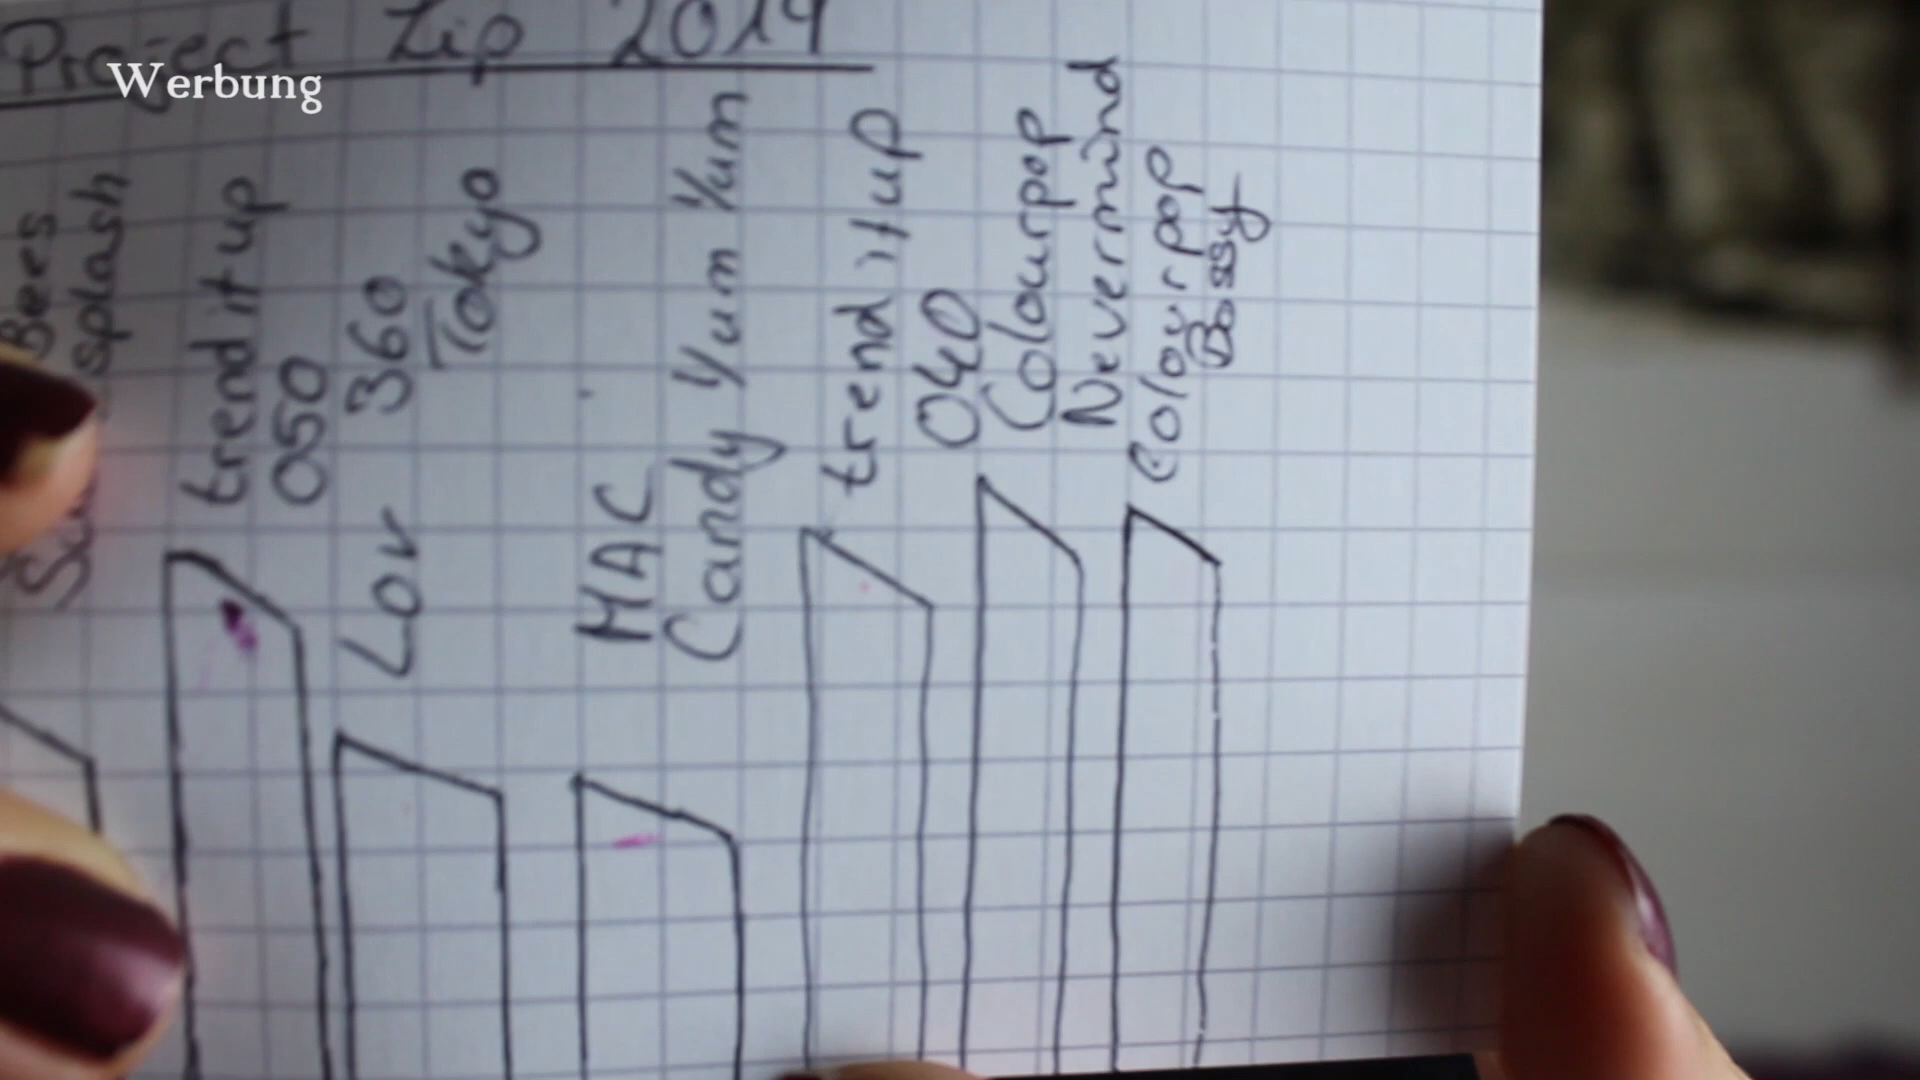 Project Lip 2019
Werbung
Bees
splash
trend it up
050
Lov 360
Tokyo
MAC
Candy Yum Yum
trend it up
040
Colourpop
Nevermind
Colourpop
Bossy